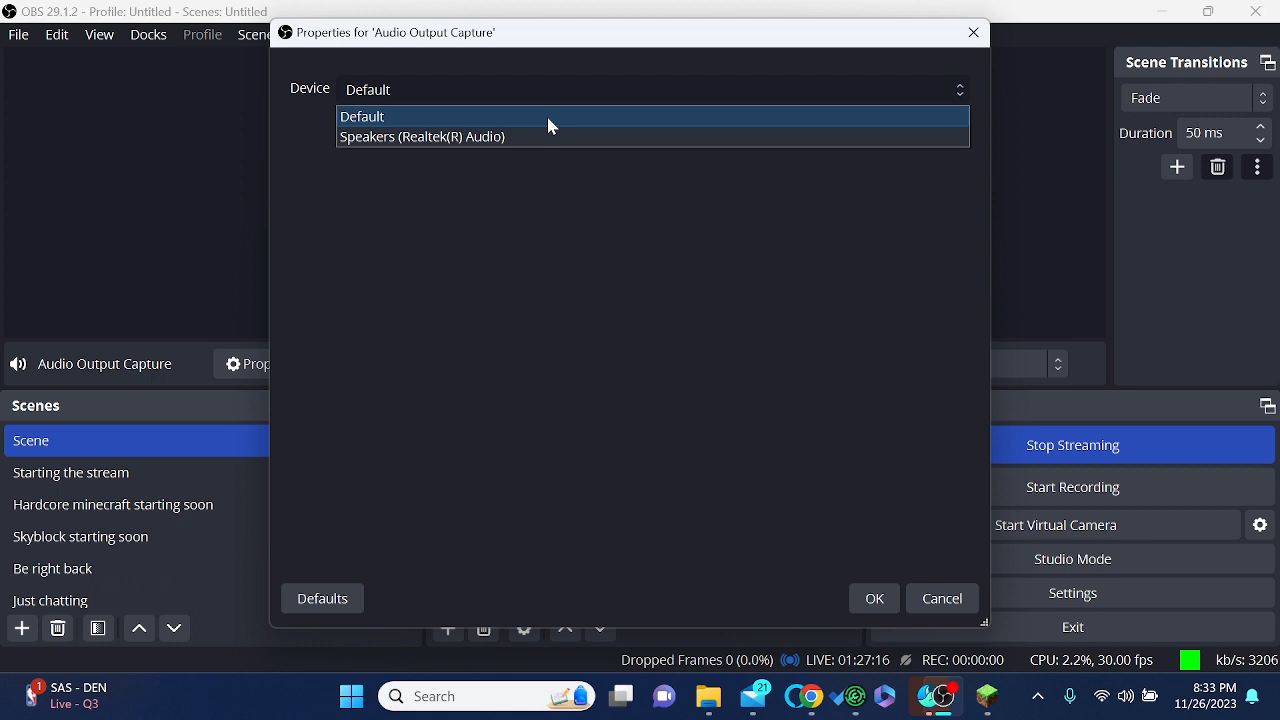 OBS 29.1.2 - Profile: Untitled - Scenes: Untitled
File Edit View Docks Profile Scene
Properties for 'Audio Output Capture'
Device Default
Default
Speakers (Realtek(R) Audio)
Scene Transitions
Fade
Duration 50 ms
Audio Output Capture
Prop
Scenes
Scene
Starting the stream
Hardcore minecraft starting soon
Skyblock starting soon
Be right back
Just chatting
Defaults
OK
Cancel
Stop Streaming
Start Recording
Start Virtual Camera
Studio Mode
Settings
Exit
Dropped Frames 0 (0.0%) LIVE: 01:27:16 REC: 00:00:00 CPU: 2.2%, 30.00 fps kb/s: 3206
1
SAS - DEN
Live - Q3
Search
21
8:33 PM
11/26/2023